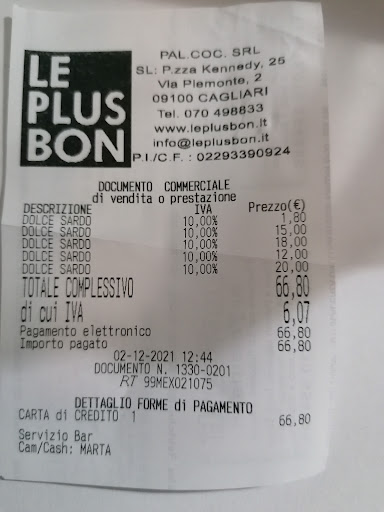 LE
PLUS
BON
PAL.COC. SRL
SL: P.zza Kennedy, 25
Via Piemonte, 2
09100 CAGLIARI
Tel. 070 498833
www.leplusbon.it
info@leplusbon.it
P.I./C.F. : 02293390924
DOCUMENTO COMMERCIALE
di vendita o prestazione
DESCRIZIONE IVA Prezzo(€)
DOLCE SARDO 10,00% 1,80
DOLCE SARDO 10,00% 15,00
DOLCE SARDO 10,00% 18,00
DOLCE SARDO 10,00% 12,00
DOLCE SARDO 10,00% 20,00
TOTALE COMPLESSIVO 66,80
di cui IVA 6,07
Pagamento elettronico 66,80
Importo pagato 66,80
02-12-2021 12:44
DOCUMENTO N. 1330-0201
RT 99MEX021075
DETTAGLIO FORME di PAGAMENTO
CARTA di CREDITO 1 66,80
Servizio Bar
Cam/Cash: MARTA